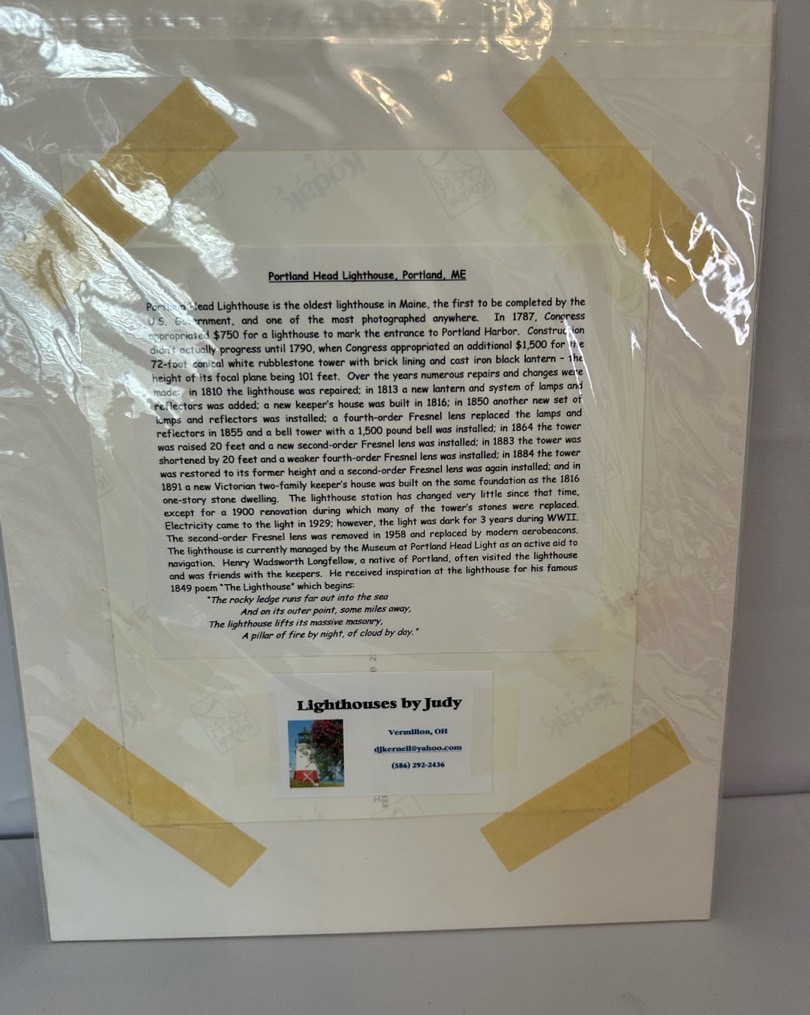 Kodak
Portland Head Lighthouse, Portland, ME
Head Lighthouse is the oldest lighthouse in Maine, the first to be completed by the
U.S. Government, and one of the most photographed anywhere. In 1787, Congress
appropriated $750 for a lighthouse to mark the entrance to Portland Harbor. Construction
didn't actually progress until 1790, when Congress appropriated an additional $1,500 for the
72-foot conical white rubblestone tower with brick lining and cast iron black lantern – the
height of its focal plane being 101 feet. Over the years numerous repairs and changes were
made: in 1810 the lighthouse was repaired; in 1813 a new lantern and system of lamps and
reflectors was added; a new keeper's house was built in 1816; in 1850 another new set of
lamps and reflectors was installed; a fourth-order Fresnel lens replaced the lamps and
reflectors in 1855 and a bell tower with a 1,500 pound bell was installed; in 1864 the tower
was raised 20 feet and a new second-order Fresnel lens was installed; in 1883 the tower was
shortened by 20 feet and a weaker fourth-order Fresnel lens was installed; in 1884 the tower
was restored to its former height and a second-order Fresnel lens was again installed; and in
1891 a new Victorian two-family keeper's house was built on the same foundation as the 1816
one-story stone dwelling. The lighthouse station has changed very little since that time,
except for a 1900 renovation during which many of the tower's stones were replaced.
Electricity came to the light in 1929; however, the light was dark for 3 years during WWII.
The second-order Fresnel lens was removed in 1958 and replaced by modern aerobeacons.
The lighthouse is currently managed by the Museum at Portland Head Light as an active aid to
navigation. Henry Wadsworth Longfellow, a native of Portland, often visited the lighthouse
and was friends with the keepers. He received inspiration at the lighthouse for his famous
1849 poem "The Lighthouse" which begins:
"The rocky ledge runs far out into the sea
And on its outer point, some miles away,
The lighthouse lifts its massive masonry,
A pillar of fire by night, of cloud by day."
Lighthouses by Judy
Vermilion, OH
djkernell@yahoo.com
(586) 292-2436
Kodak